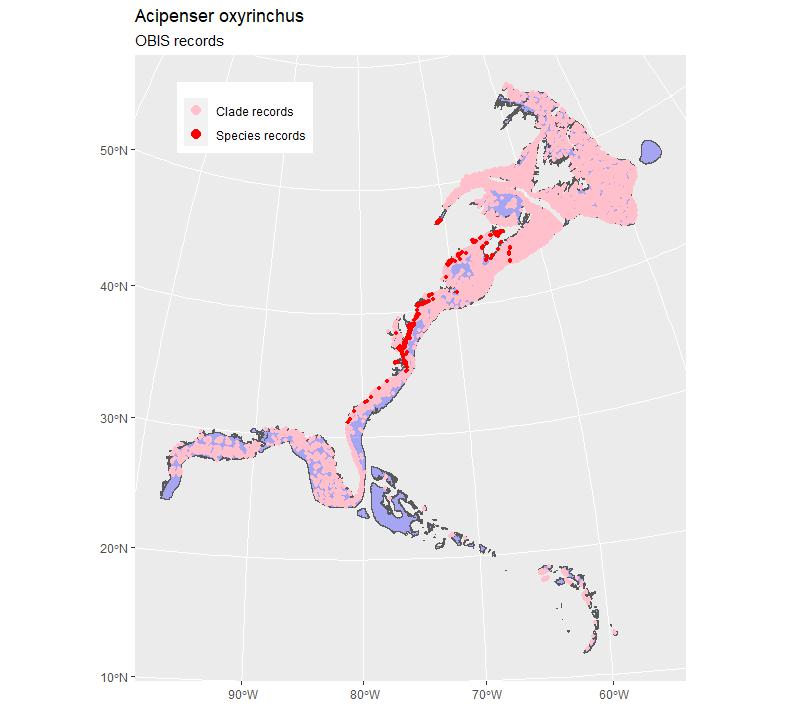 Acipenser oxyrinchus
OBIS records
Clade records
Species records
50°N
40°N
30°N
20°N
10°N
90°W
80°W
70°W
60°W